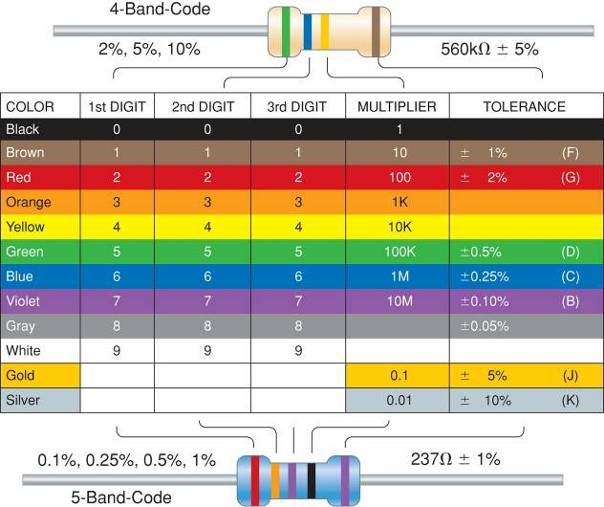 4-Band-Code
2%, 5%, 10%
560kΩ ± 5%
COLOR 1st DIGIT 2nd DIGIT 3rd DIGIT MULTIPLIER TOLERANCE
Black 0 0 0 1
Brown 1 1 1 10 ± 1% (F)
Red 2 2 2 100 ± 2% (G)
Orange 3 3 3 1K
Yellow 4 4 4 10K
Green 5 5 5 100K ±0.5% (D)
Blue 6 6 6 1M ±0.25% (C)
Violet 7 7 7 10M ±0.10% (B)
Gray 8 8 8 ±0.05%
White 9 9 9
Gold 0.1 ± 5% (J)
Silver 0.01 ± 10% (K)
0.1%, 0.25%, 0.5%, 1%
237Ω ± 1%
5-Band-Code